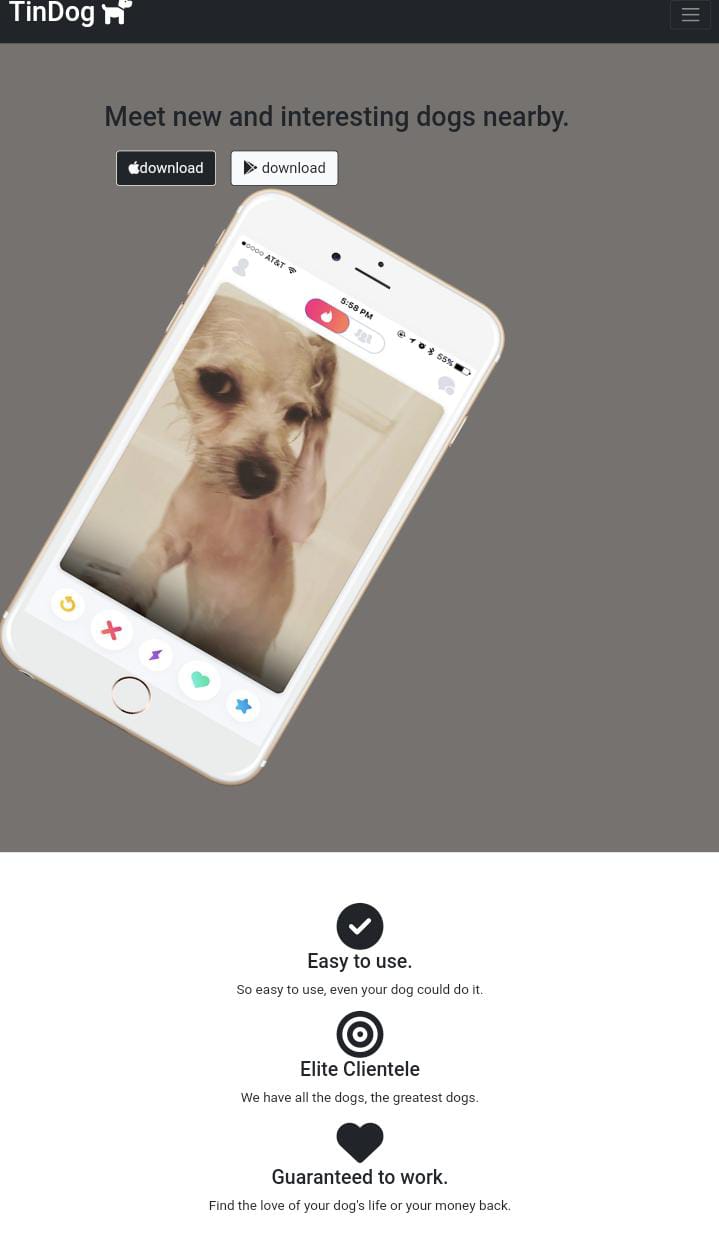 TinDog
Meet new and interesting dogs nearby.
download
download
AT&T
5:58 PM
55%
Easy to use.
So easy to use, even your dog could do it.
Elite Clientele
We have all the dogs, the greatest dogs.
Guaranteed to work.
Find the love of your dog's life or your money back.